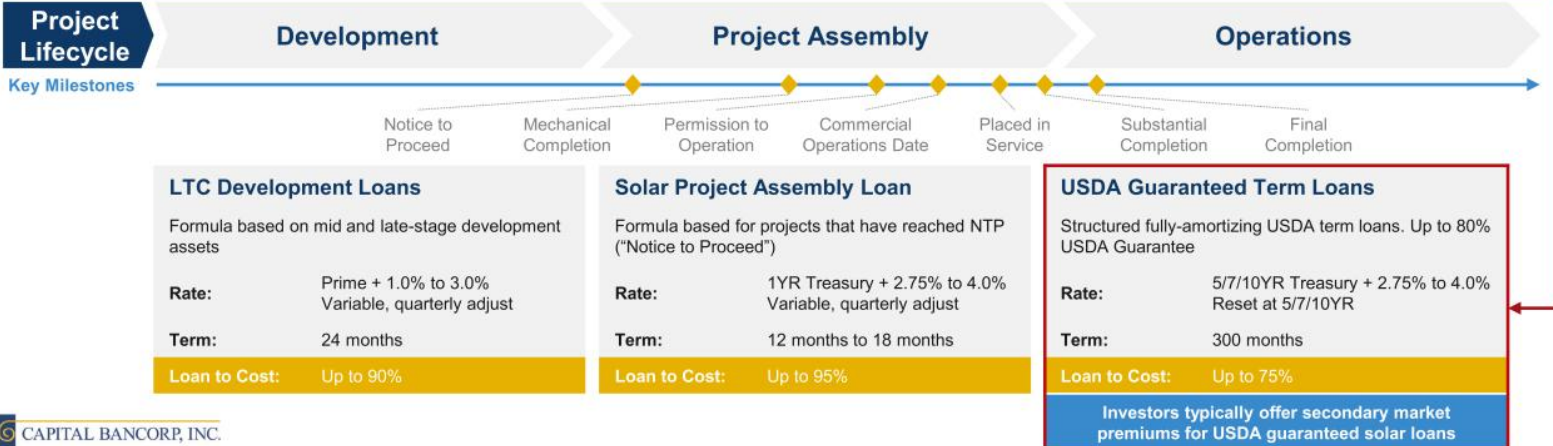 Project
Lifecycle
Development
Project Assembly
Operations
Key Milestones
Notice to
Proceed
Mechanical
Completion
Permission to
Operation
Commercial
Operations Date
Placed in
Service
Substantial
Completion
Final
Completion
LTC Development Loans
Formula based on mid and late-stage development
assets
Rate:
Prime + 1.0% to 3.0%
Variable, quarterly adjust
Term:
24 months
Loan to Cost:
Up to 90%
Solar Project Assembly Loan
Formula based for projects that have reached NTP
("Notice to Proceed")
Rate:
1YR Treasury + 2.75% to 4.0%
Variable, quarterly adjust
Term:
12 months to 18 months
Loan to Cost:
Up to 95%
USDA Guaranteed Term Loans
Structured fully-amortizing USDA term loans. Up to 80%
USDA Guarantee
Rate:
5/7/10YR Treasury + 2.75% to 4.0%
Reset at 5/7/10YR
Term:
300 months
Loan to Cost:
Up to 75%
Investors typically offer secondary market
premiums for USDA guaranteed solar loans
CAPITAL BANCORP, INC.